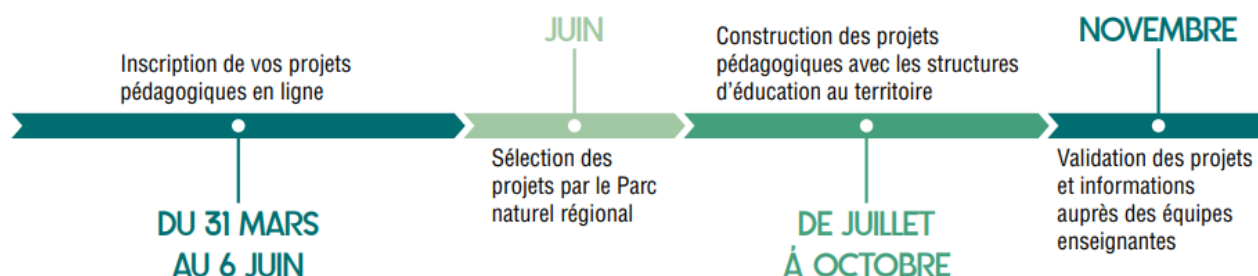 Inscription de vos projets
pédagogiques en ligne
DU 31 MARS
AU 6 JUIN
JUIN
Sélection des
projets par le Parc
naturel régional
Construction des projets
pédagogiques avec les structures
d'éducation au territoire
DE JUILLET
À OCTOBRE
NOVEMBRE
Validation des projets
et informations
auprès des équipes
enseignantes